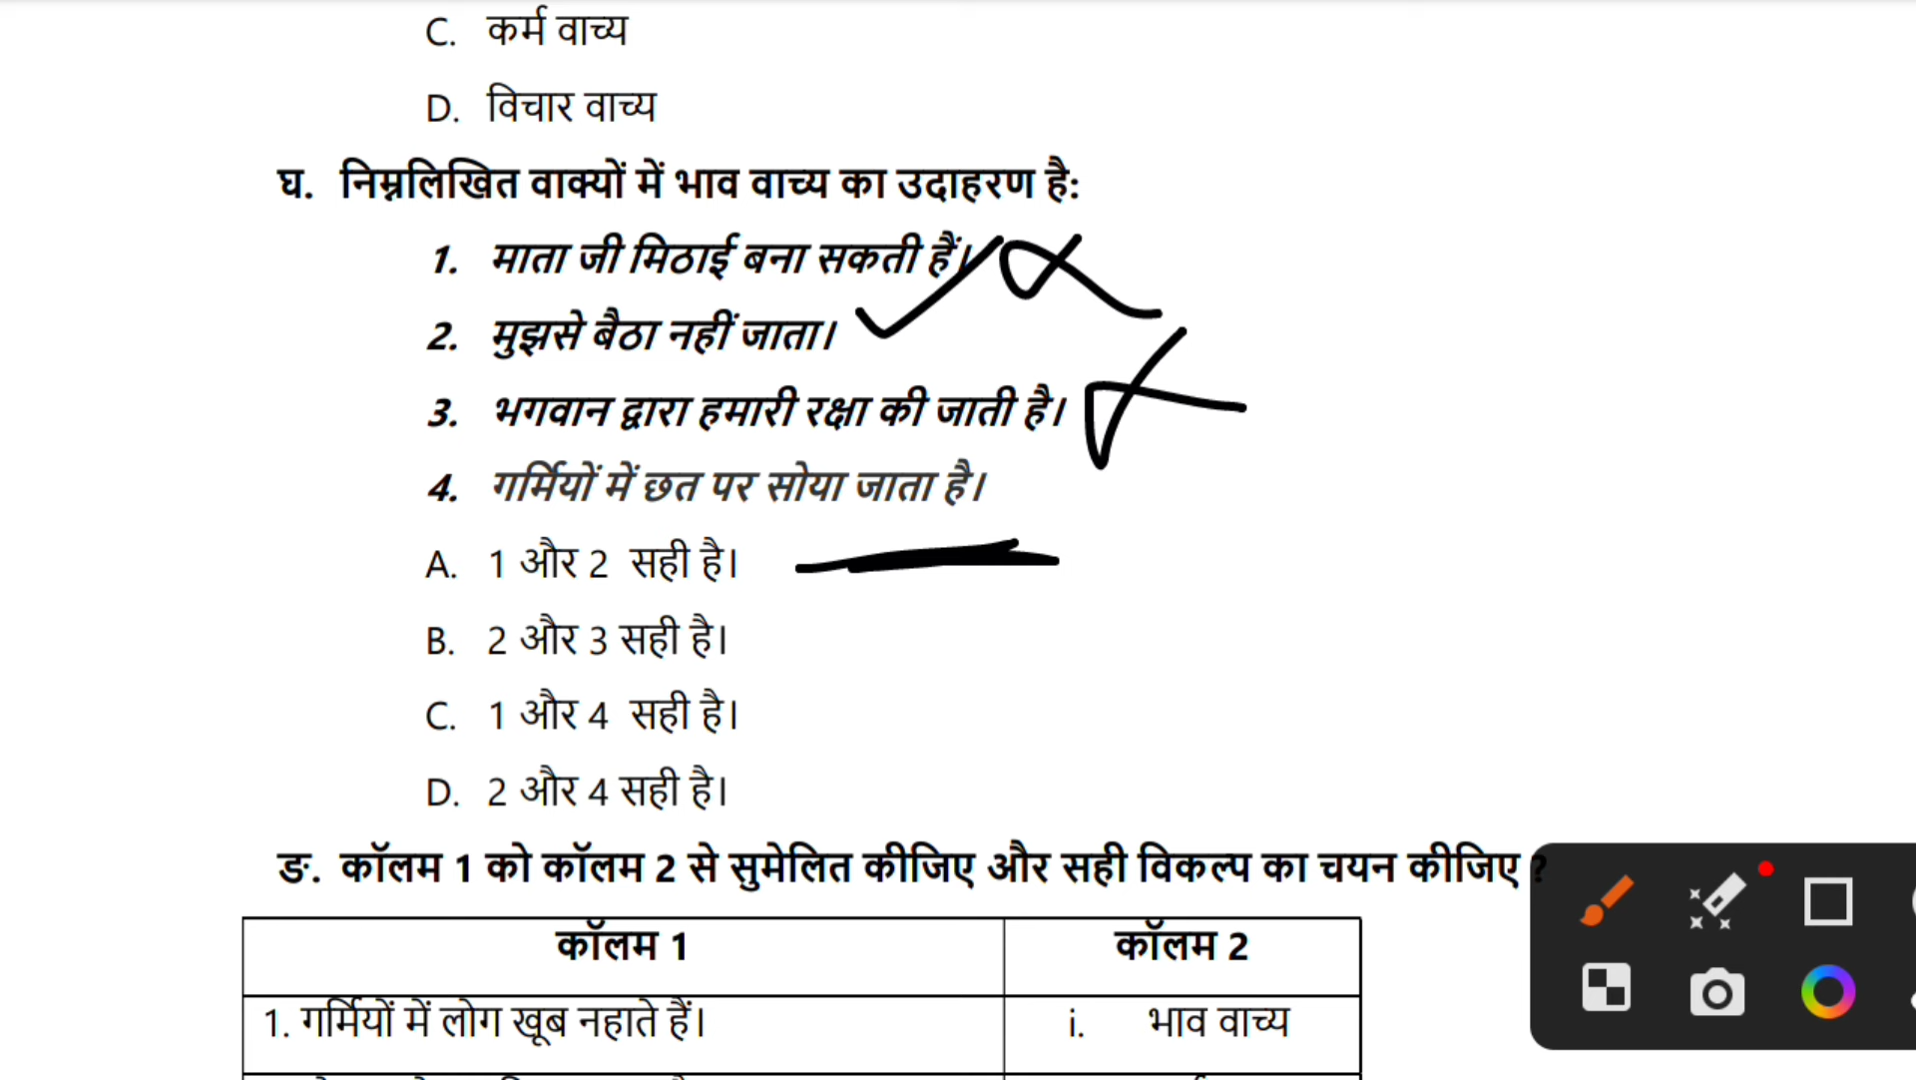 C. कर्म वाच्य
D. विचार वाच्य
घ. निम्नलिखित वाक्यों में भाव वाच्य का उदाहरण है:
1. माता जी मिठाई बना सकती हैं।
2. मुझसे बैठा नहीं जाता।
3. भगवान द्वारा हमारी रक्षा की जाती है।
4. गर्मियों में छत पर सोया जाता है।
A. 1 और 2 सही है।
B. 2 और 3 सही है।
C. 1 और 4 सही है।
D. 2 और 4 सही है।
ङ. कॉलम 1 को कॉलम 2 से सुमेलित कीजिए और सही विकल्प का चयन कीजिए ?
कॉलम 1 कॉलम 2
1. गर्मियों में लोग खूब नहाते हैं। i. भाव वाच्य